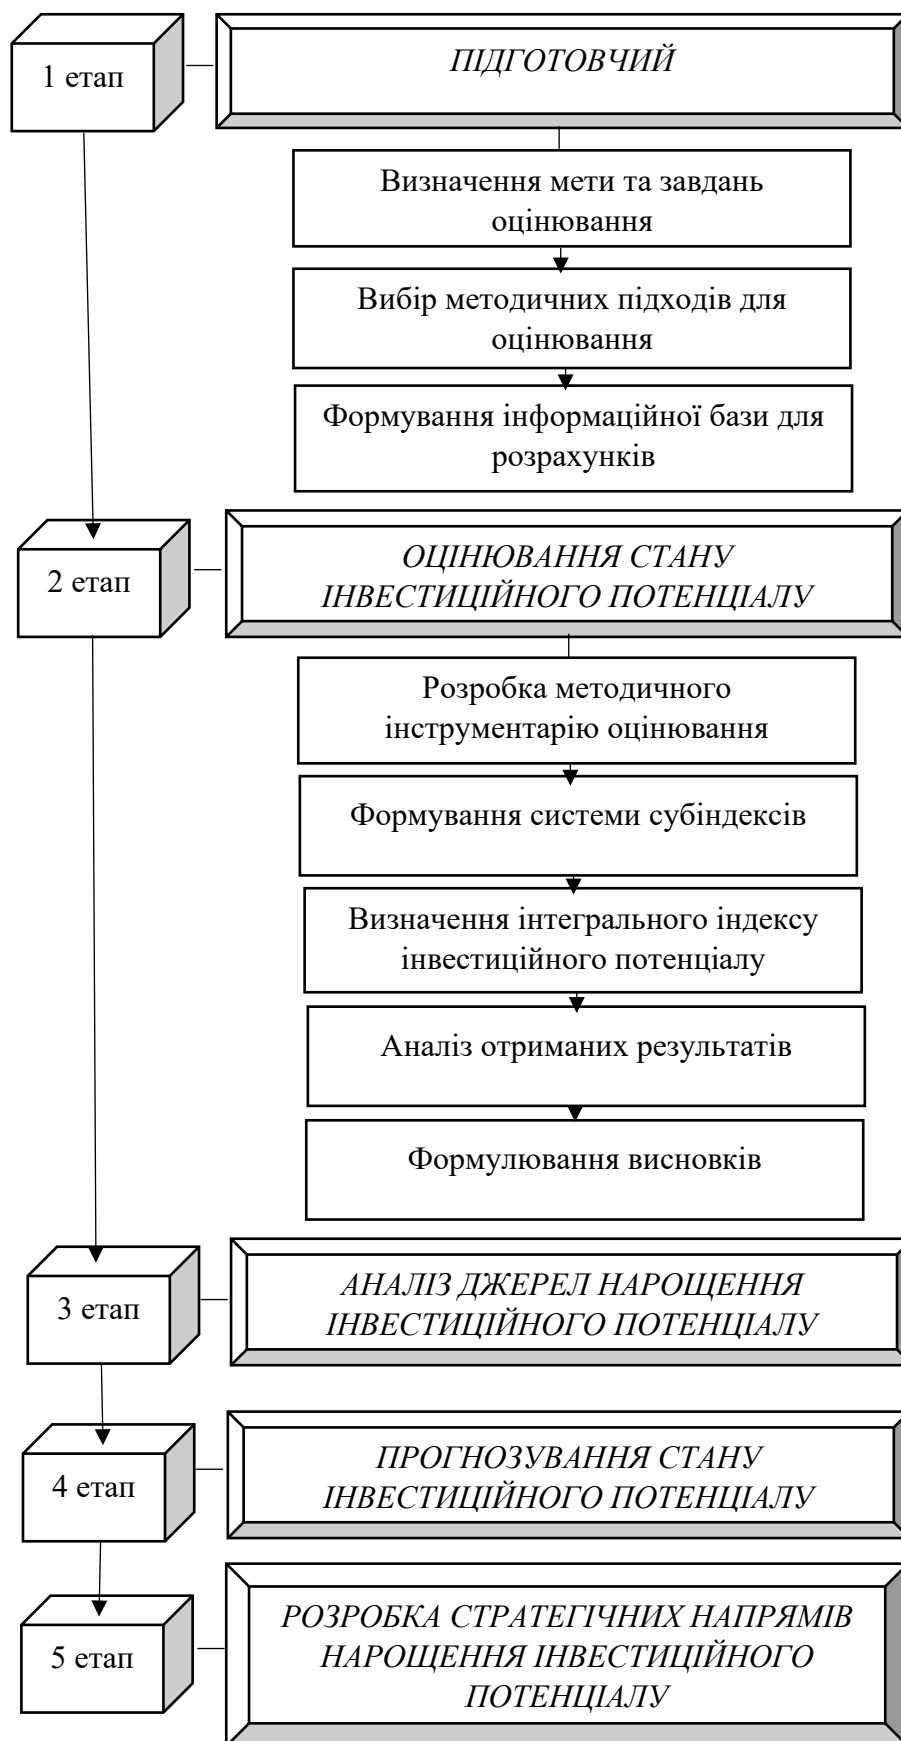 1 етап
ПІДГОТОВЧИЙ
Визначення мети та завдань
оцінювання
Вибір методичних підходів для
оцінювання
Формування інформаційної бази для
розрахунків
2 етап
ОЦІНЮВАННЯ СТАНУ
ІНВЕСТИЦІЙНОГО ПОТЕНЦІАЛУ
Розробка методичного
інструментарію оцінювання
Формування системи субіндексів
Визначення інтегрального індексу
інвестиційного потенціалу
Аналіз отриманих результатів
Формулювання висновків
3 етап
АНАЛІЗ ДЖЕРЕЛ НАРОЩЕННЯ
ІНВЕСТИЦІЙНОГО ПОТЕНЦІАЛУ
4 етап
ПРОГНОЗУВАННЯ СТАНУ
ІНВЕСТИЦІЙНОГО ПОТЕНЦІАЛУ
5 етап
РОЗРОБКА СТРАТЕГІЧНИХ НАПРЯМІВ
НАРОЩЕННЯ ІНВЕСТИЦІЙНОГО
ПОТЕНЦІАЛУ